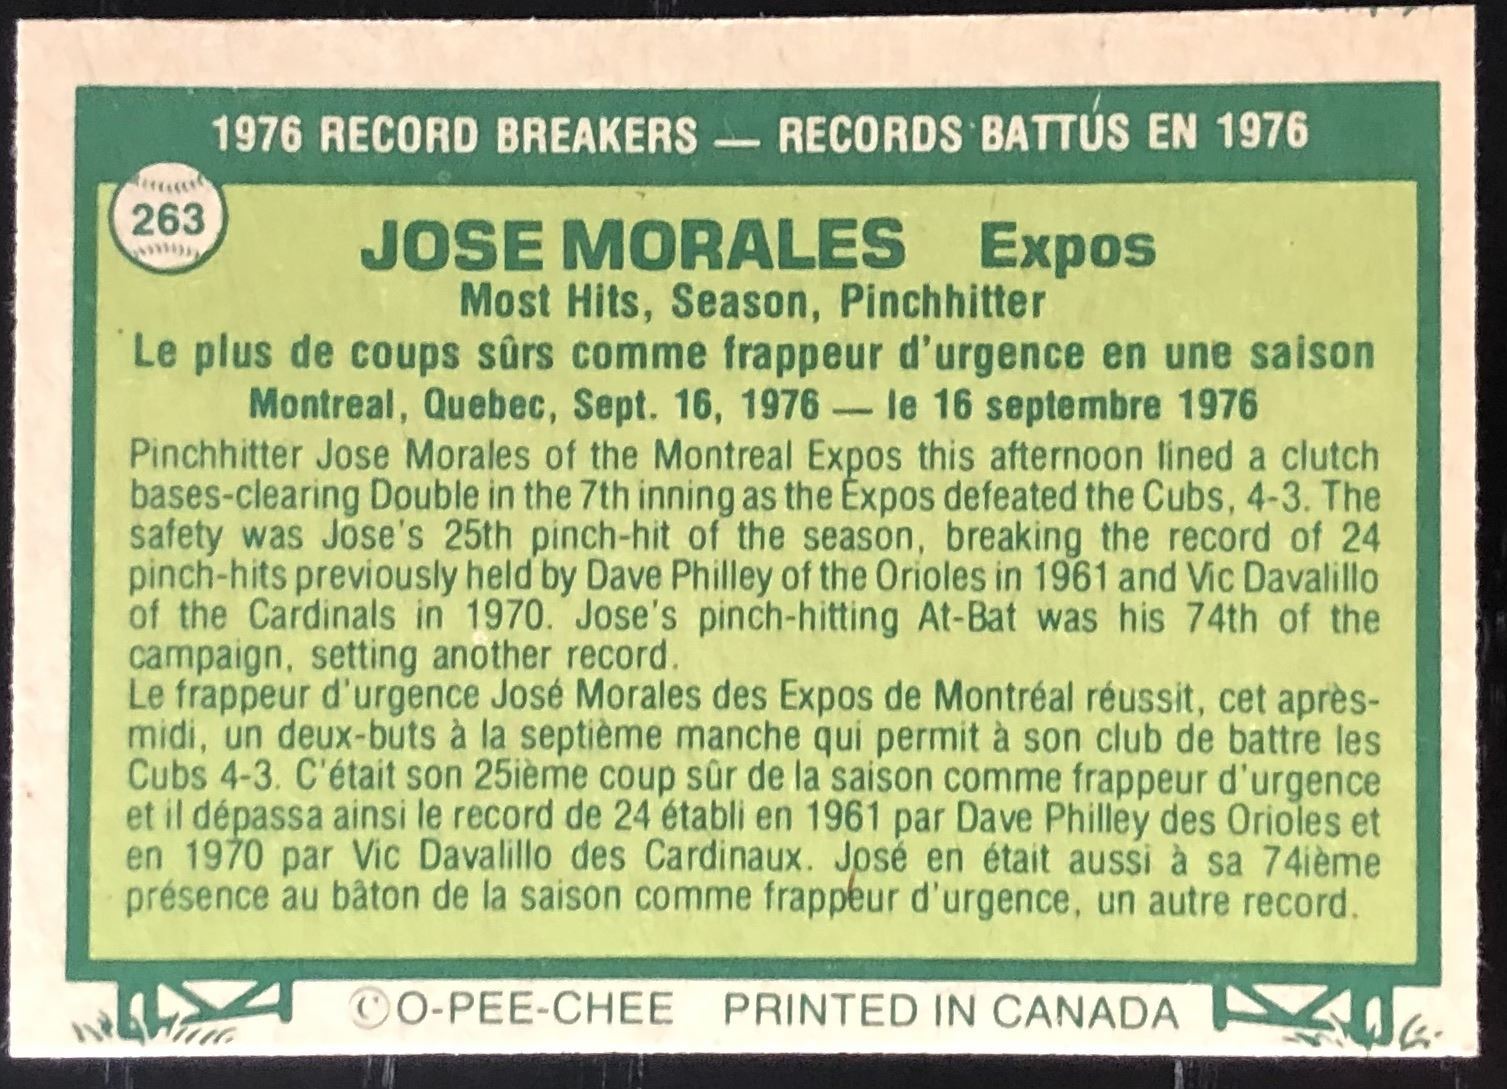 1976 RECORD BREAKERS — RECORDS BATTUS EN 1976
263
JOSE MORALES Expos
Most Hits, Season, Pinchhitter
Le plus de coups sûrs comme frappeur d'urgence en une saison
Montreal, Quebec, Sept. 16, 1976 — le 16 septembre 1976
Pinchhitter Jose Morales of the Montreal Expos this afternoon lined a clutch
bases-clearing Double in the 7th inning as the Expos defeated the Cubs, 4-3. The
safety was Jose's 25th pinch-hit of the season, breaking the record of 24
pinch-hits previously held by Dave Philley of the Orioles in 1961 and Vic Davalillo
of the Cardinals in 1970. Jose's pinch-hitting At-Bat was his 74th of the
campaign, setting another record.
Le frappeur d'urgence José Morales des Expos de Montréal réussit, cet après-
midi, un deux-buts à la septième manche qui permit à son club de battre les
Cubs 4-3. C'était son 25ième coup sûr de la saison comme frappeur d'urgence
et il dépassa ainsi le record de 24 établi en 1961 par Dave Philley des Orioles et
en 1970 par Vic Davalillo des Cardinaux. José en était aussi à sa 74ième
présence au bâton de la saison comme frappeur d'urgence, un autre record.
© O-PEE-CHEE PRINTED IN CANADA